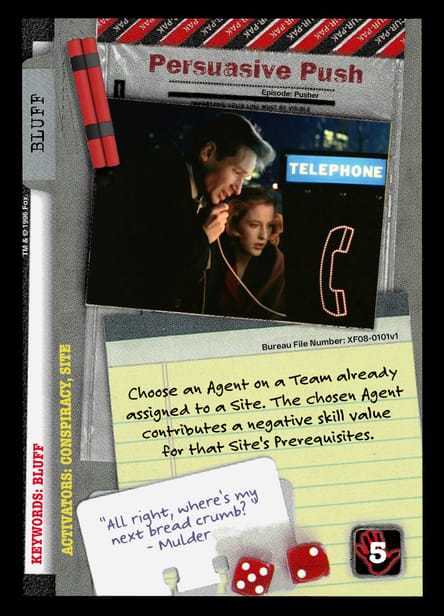 Persuasive Push
Episode: Pusher
TELEPHONE
BLUFF
TM & © 1996 Fox
Bureau File Number: XF08-0101v1
Choose an Agent on a Team already
assigned to a Site. The chosen Agent
contributes a negative skill value
for that Site's Prerequisites.
KEYWORDS: BLUFF
ACTIVATORS: CONSPIRACY, SITE
"All right, where's my
next bread crumb?"
- Mulder
5